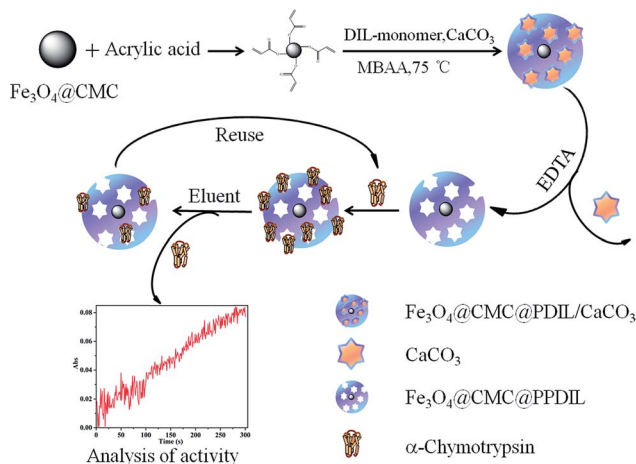 + Acrylic acid
Fe₃O₄@CMC
DIL-monomer,CaCO₃
MBAA,75 ℃
EDTA
Reuse
Eluent
0.08
0.06
0.04
0.02
0.00
Abs
0 50 100 150 200 250 300
Time (s)
Analysis of activity
Fe₃O₄@CMC@PDIL/CaCO₃
CaCO₃
Fe₃O₄@CMC@PPDIL
α-Chymotrypsin